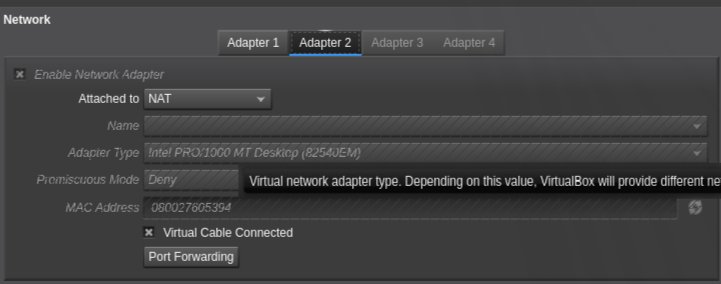 Network
Adapter 1 Adapter 2 Adapter 3 Adapter 4
Enable Network Adapter
Attached to NAT
Name
Adapter Type Intel PRO/1000 MT Desktop (82540EM)
Promiscuous Mode Deny
Virtual network adapter type. Depending on this value, VirtualBox will provide different ne
MAC Address 080027605394
Virtual Cable Connected
Port Forwarding